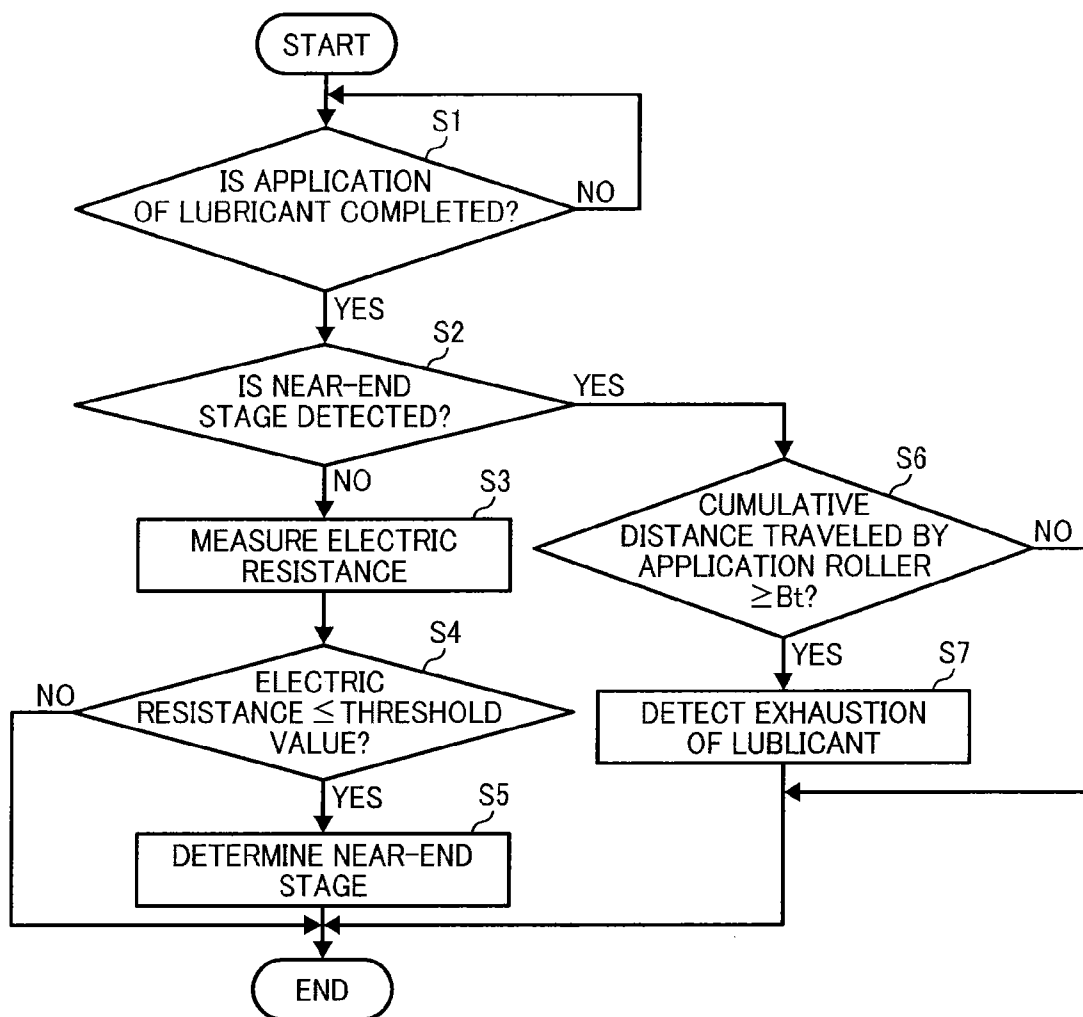 START
S1
IS APPLICATION
OF LUBRICANT COMPLETED?
NO
YES
S2
IS NEAR-END
STAGE DETECTED?
YES
NO
S3
MEASURE ELECTRIC
RESISTANCE
S4
ELECTRIC
RESISTANCE ≤ THRESHOLD
VALUE?
NO
YES
S5
DETERMINE NEAR-END
STAGE
S6
CUMULATIVE
DISTANCE TRAVELED BY
APPLICATION ROLLER
≧Bt?
NO
YES
S7
DETECT EXHAUSTION
OF LUBLICANT
END